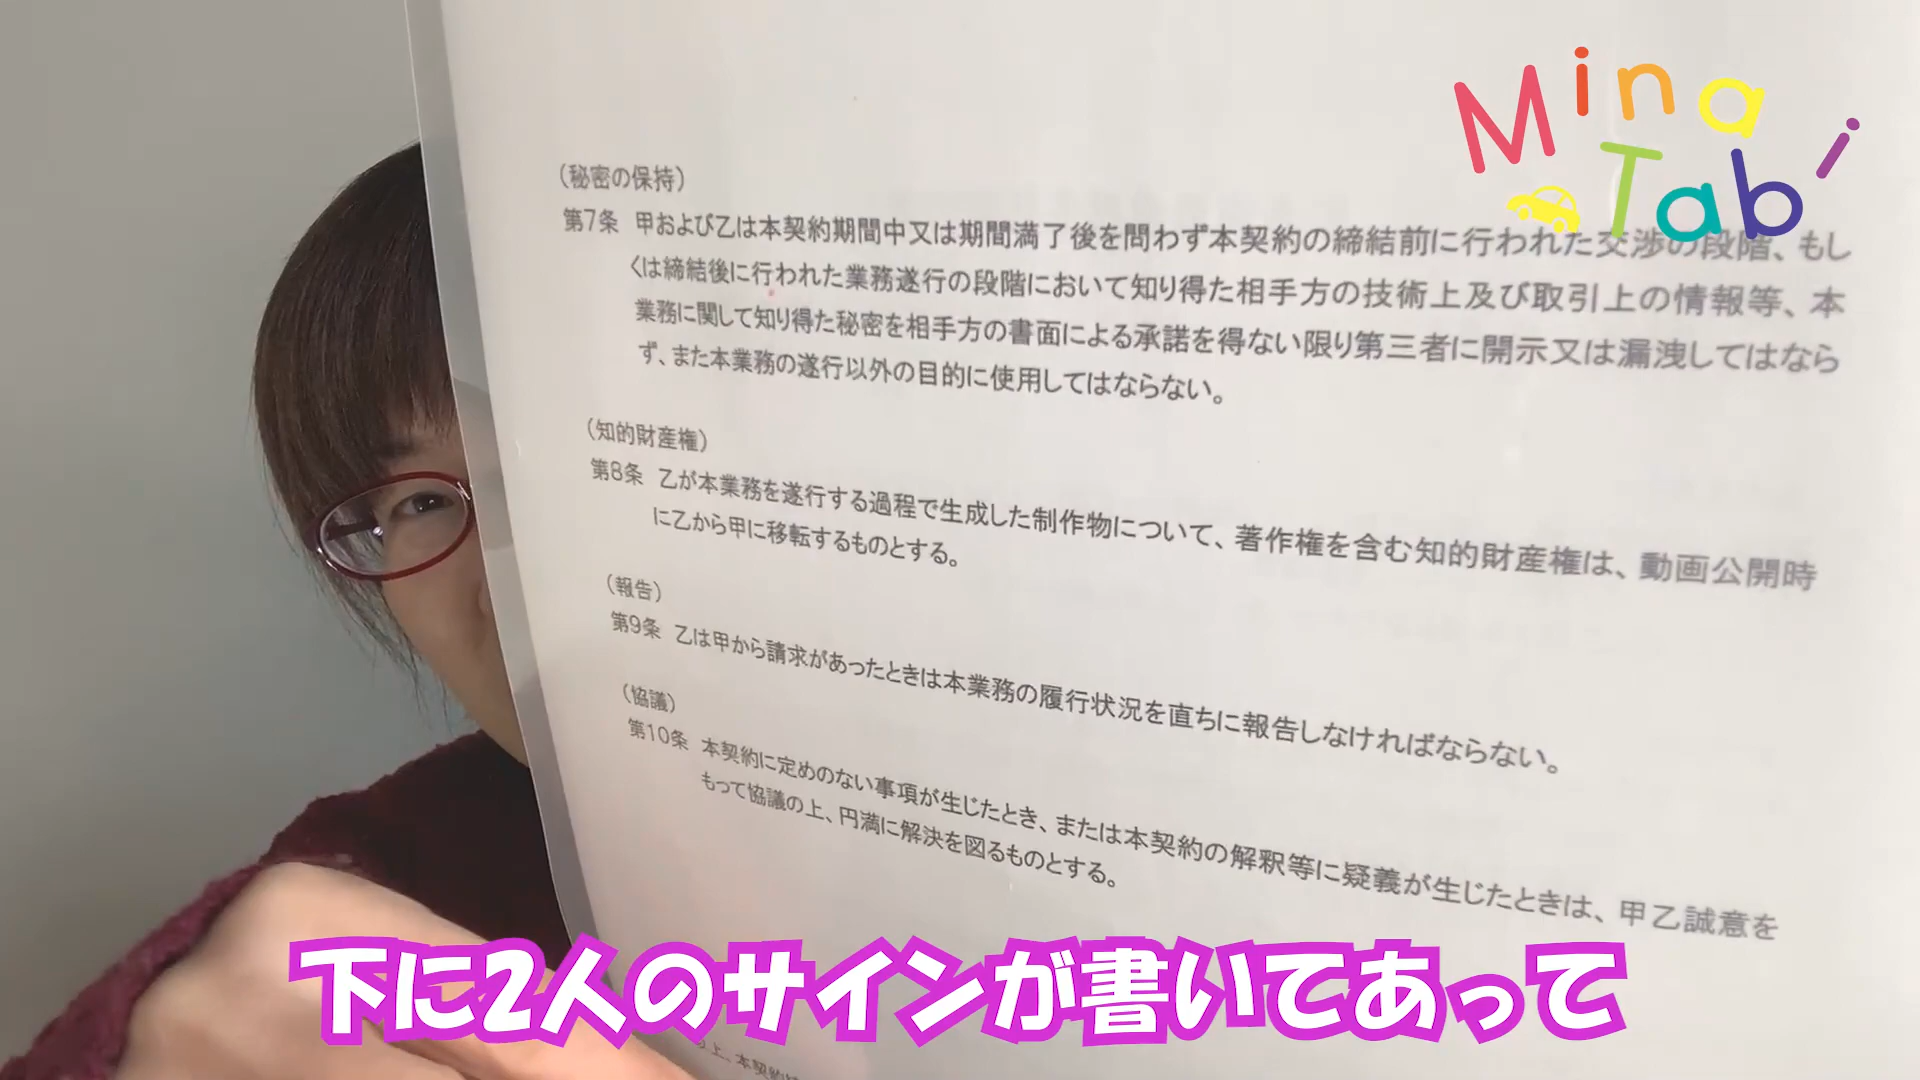 Mina
Tabi
(秘密の保持)
第7条 甲および乙は本契約期間中又は期間満了後を問わず本契約の締結前に行われた交渉の段階、もし
くは締結後に行われた業務遂行の段階において知り得た相手方の技術上及び取引上の情報等、本
業務に関して知り得た秘密を相手方の書面による承諾を得ない限り第三者に開示又は漏洩してはなら
ず、また本業務の遂行以外の目的に使用してはならない。
(知的財産権)
第8条 乙が本業務を遂行する過程で生成した制作物について、著作権を含む知的財産権は、動画公開時
に乙から甲に移転するものとする。
(報告)
第9条 乙は甲から請求があったときは本業務の履行状況を直ちに報告しなければならない。
(協議)
第10条 本契約に定めのない事項が生じたとき、または本契約の解釈等に疑義が生じたときは、甲乙誠意を
もって協議の上、円満に解決を図るものとする。
下に2人のサインが書いてあって
上、本契約